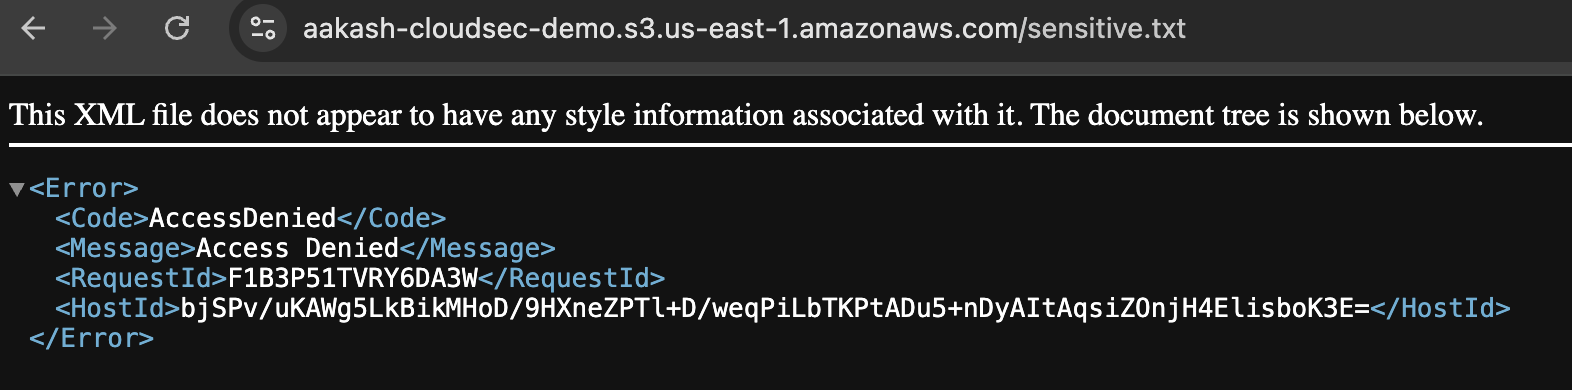 aakash-cloudsec-demo.s3.us-east-1.amazonaws.com/sensitive.txt
This XML file does not appear to have any style information associated with it. The document tree is shown below.
<Error>
<Code>AccessDenied</Code>
<Message>Access Denied</Message>
<RequestId>F1B3P51TVRY6DA3W</RequestId>
<HostId>bjSPv/uKAWg5LkBikMHoD/9HXneZPTl+D/weqPiLbTKPtADu5+nDyAItAqsiZOnjH4ElisboK3E=</HostId>
</Error>